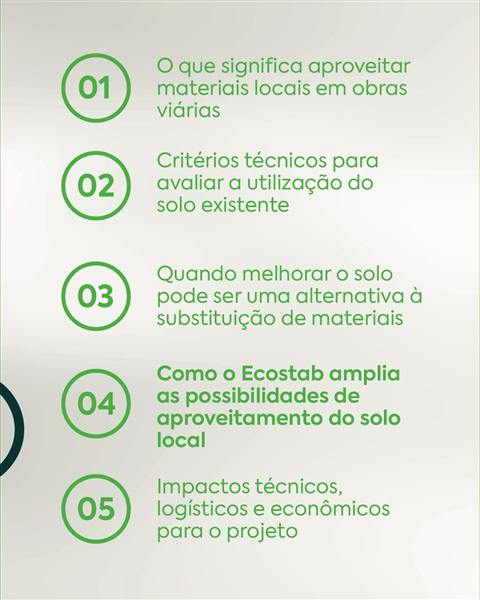 01
O que significa aproveitar
materiais locais em obras
viárias
02
Critérios técnicos para
avaliar a utilização do
solo existente
03
Quando melhorar o solo
pode ser uma alternativa à
substituição de materiais
04
Como o Ecostab amplia
as possibilidades de
aproveitamento do solo
local
05
Impactos técnicos,
logísticos e econômicos
para o projeto